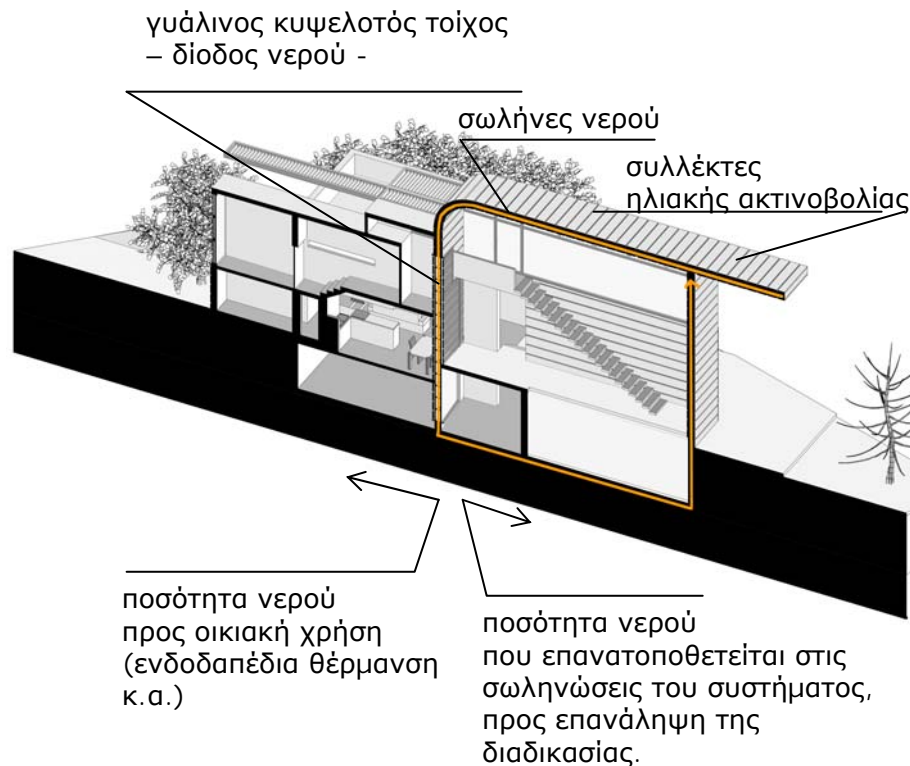 γυάλινος κυψελοτός τοίχος
– δίοδος νερού -
σωλήνες νερού
συλλέκτες
ηλιακής ακτινοβολίας
ποσότητα νερού
προς οικιακή χρήση
(ενδοδαπέδια θέρμανση
κ.α.)
ποσότητα νερού
που επανατοποθετείται στις
σωληνώσεις του συστήματος,
προς επανάληψη της
διαδικασίας.